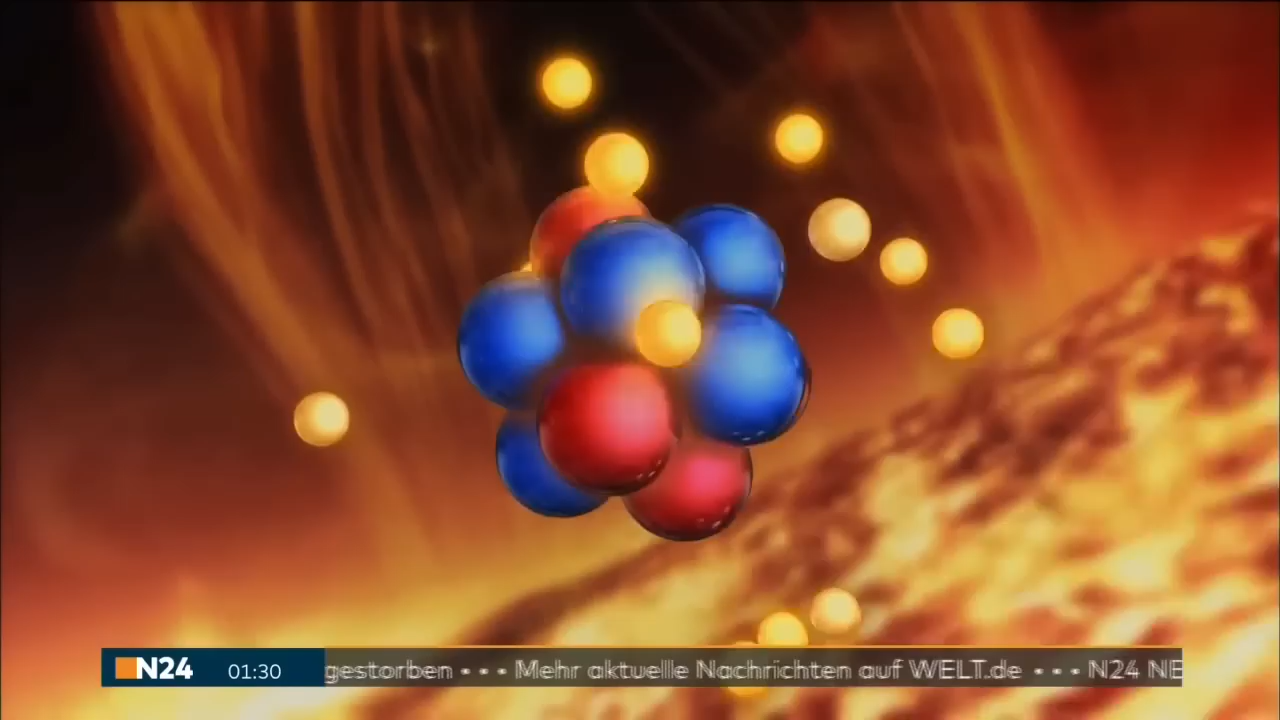 N24 01:30 gestorben • • • Mehr aktuelle Nachrichten auf WELT.de • • • N24 NE